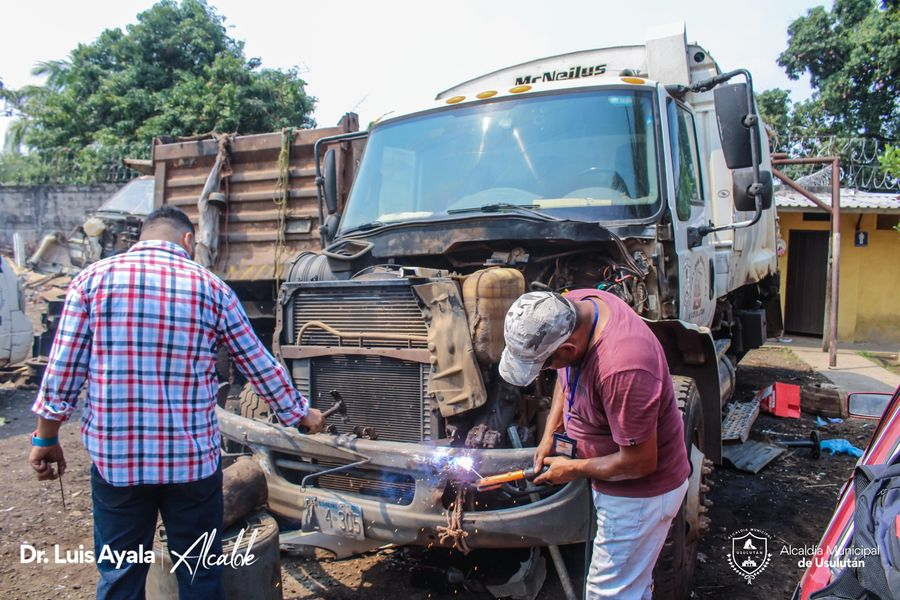 McNeilus
Dr. Luis Ayala
Alcalde
Alcaldía Municipal
de Usulután